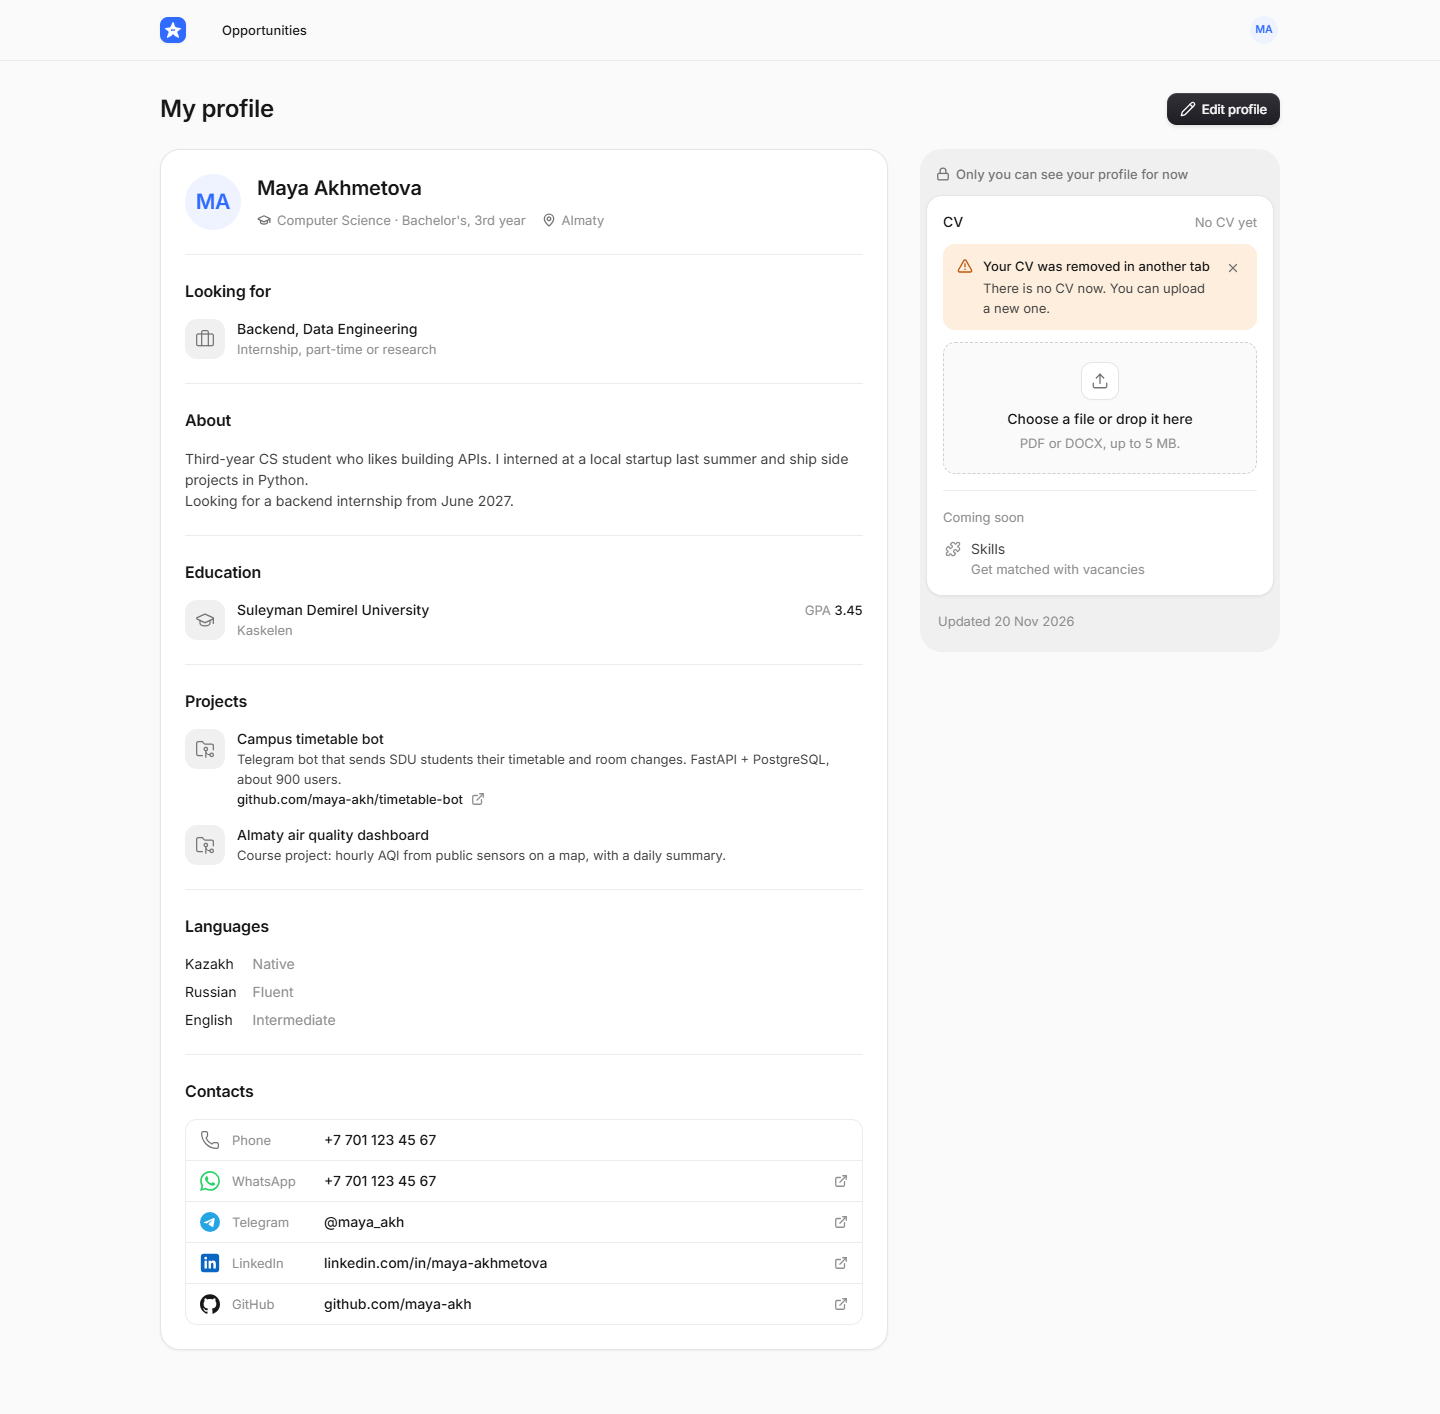 Opportunities
MA
My profile
Edit profile
MA
Maya Akhmetova
Computer Science · Bachelor's, 3rd year
Almaty
Looking for
Backend, Data Engineering
Internship, part-time or research
About
Third-year CS student who likes building APIs. I interned at a local startup last summer and ship side
projects in Python.
Looking for a backend internship from June 2027.
Education
Suleyman Demirel University
GPA 3.45
Kaskelen
Projects
Campus timetable bot
Telegram bot that sends SDU students their timetable and room changes. FastAPI + PostgreSQL,
about 900 users.
github.com/maya-akh/timetable-bot
Almaty air quality dashboard
Course project: hourly AQI from public sensors on a map, with a daily summary.
Languages
Kazakh Native
Russian Fluent
English Intermediate
Contacts
Phone +7 701 123 45 67
WhatsApp +7 701 123 45 67
Telegram @maya_akh
LinkedIn linkedin.com/in/maya-akhmetova
GitHub github.com/maya-akh
Only you can see your profile for now
CV
No CV yet
Your CV was removed in another tab
There is no CV now. You can upload
a new one.
Choose a file or drop it here
PDF or DOCX, up to 5 MB.
Coming soon
Skills
Get matched with vacancies
Updated 20 Nov 2026